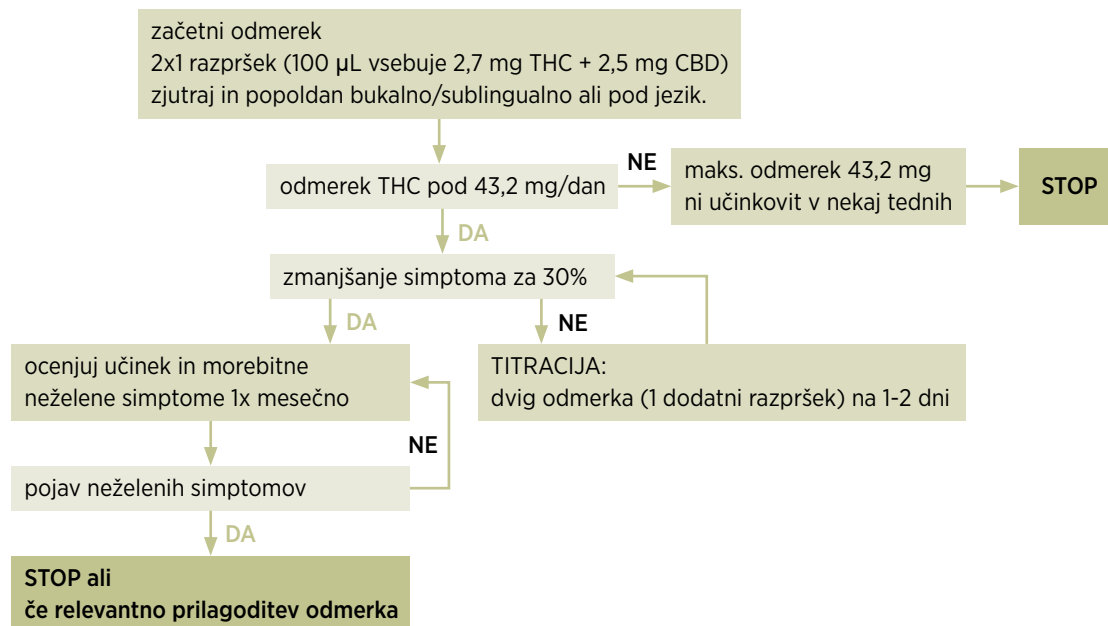 začetni odmerek
2x1 razpršek (100 µL vsebuje 2,7 mg THC + 2,5 mg CBD)
zjutraj in popoldan bukalno/sublingualno ali pod jezik.
odmerek THC pod 43,2 mg/dan
NE
maks. odmerek 43,2 mg
ni učinkovit v nekaj tednih
STOP
DA
zmanjšanje simptoma za 30%
DA
NE
ocenjuj učinek in morebitne
neželene simptome 1x mesečno
TITRACIJA:
dvig odmerka (1 dodatni razpršek) na 1-2 dni
NE
pojav neželenih simptomov
DA
STOP ali
če relevantno prilagoditev odmerka